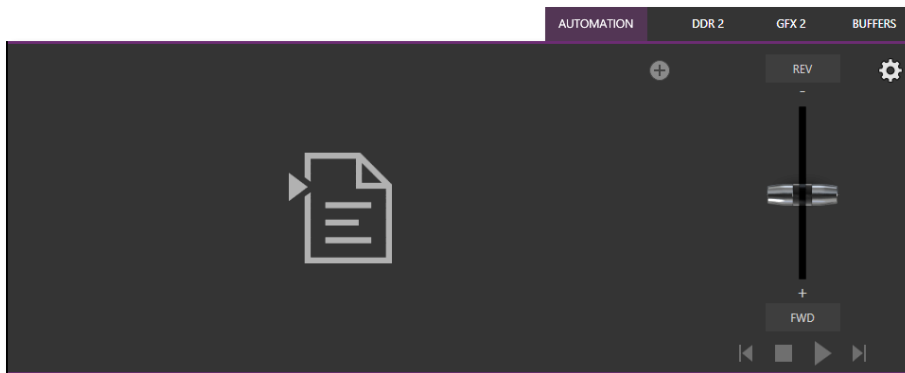 AUTOMATION DDR 2 GFX 2 BUFFERS
REV
-
+
FWD